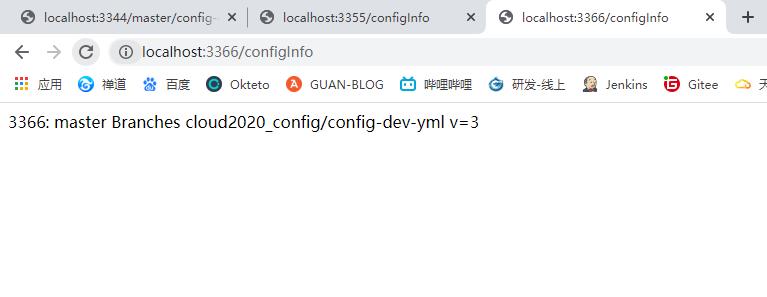 localhost:3344/master/config-
localhost:3355/configInfo
localhost:3366/configInfo
localhost:3366/configInfo
应用 禅道 百度 Okteto GUAN-BLOG 哔哩哔哩 研发-线上 Jenkins Gitee 天
3366: master Branches cloud2020_config/config-dev-yml v=3